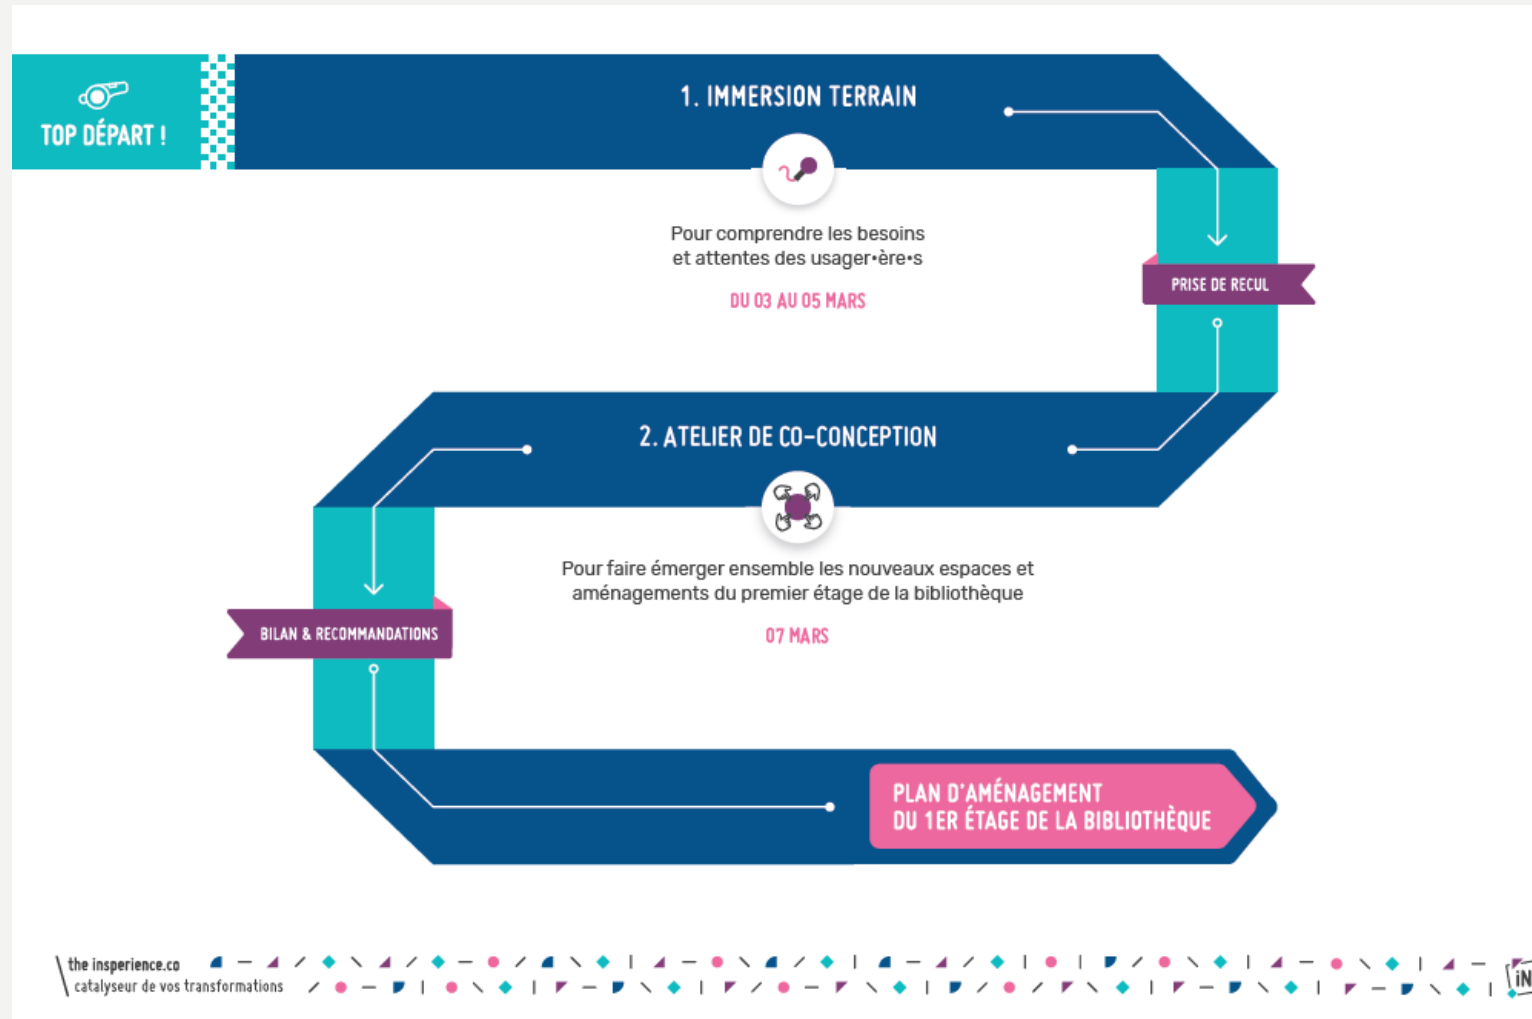 TOP DÉPART !
1. IMMERSION TERRAIN
Pour comprendre les besoins
et attentes des usager•ère•s
DU 03 AU 05 MARS
PRISE DE RECUL
2. ATELIER DE CO-CONCEPTION
Pour faire émerger ensemble les nouveaux espaces et
aménagements du premier étage de la bibliothèque
07 MARS
BILAN & RECOMMANDATIONS
PLAN D'AMÉNAGEMENT
DU 1ER ÉTAGE DE LA BIBLIOTHÈQUE
the insperience.co
catalyseur de vos transformations
iN